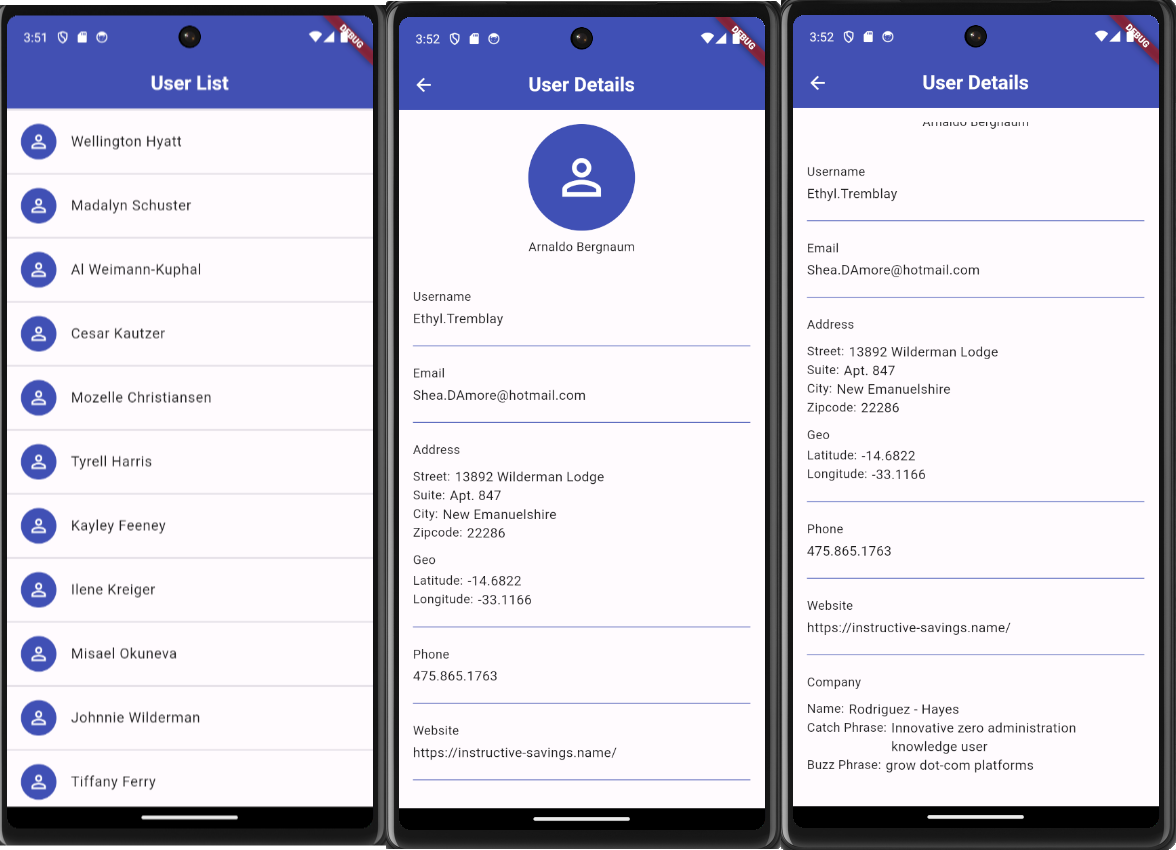 3:51
DEBUG
User List
Wellington Hyatt
Madalyn Schuster
Al Weimann-Kuphal
Cesar Kautzer
Mozelle Christiansen
Tyrell Harris
Kayley Feeney
Ilene Kreiger
Misael Okuneva
Johnnie Wilderman
Tiffany Ferry
3:52
DEBUG
User Details
Arnaldo Bergnaum
Username
Ethyl.Tremblay
Email
Shea.DAmore@hotmail.com
Address
Street: 13892 Wilderman Lodge
Suite: Apt. 847
City: New Emanuelshire
Zipcode: 22286
Geo
Latitude: -14.6822
Longitude: -33.1166
Phone
475.865.1763
Website
https://instructive-savings.name/
3:52
DEBUG
User Details
Arnaldo Bergnaum
Username
Ethyl.Tremblay
Email
Shea.DAmore@hotmail.com
Address
Street: 13892 Wilderman Lodge
Suite: Apt. 847
City: New Emanuelshire
Zipcode: 22286
Geo
Latitude: -14.6822
Longitude: -33.1166
Phone
475.865.1763
Website
https://instructive-savings.name/
Company
Name: Rodriguez - Hayes
Catch Phrase: Innovative zero administration
knowledge user
Buzz Phrase: grow dot-com platforms